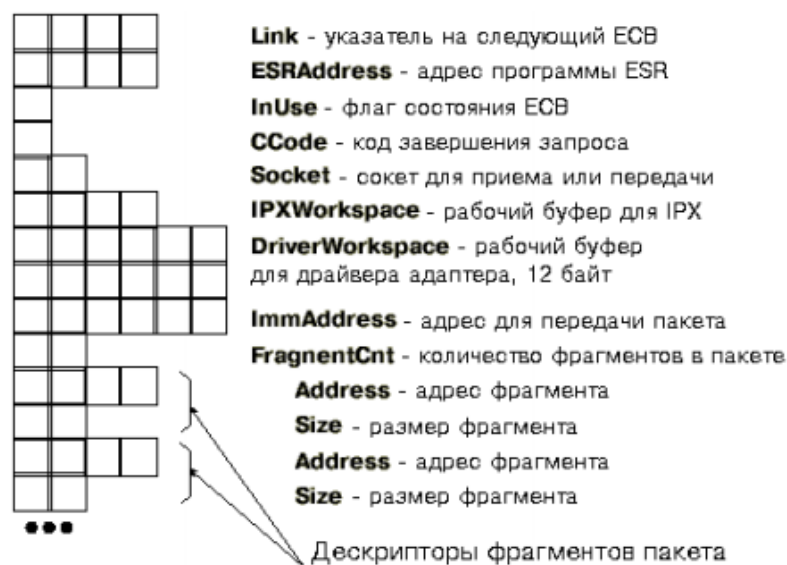 Link - указатель на следующий ECB
ESRAddress - адрес программы ESR
InUse - флаг состояния ECB
CCode - код завершения запроса
Socket - сокет для приема или передачи
IPXWorkspace - рабочий буфер для IPX
DriverWorkspace - рабочий буфер
для драйвера адаптера, 12 байт
ImmAddress - адрес для передачи пакета
FragnentCnt - количество фрагментов в пакете
Address - адрес фрагмента
Size - размер фрагмента
Address - адрес фрагмента
Size - размер фрагмента
Дескрипторы фрагментов пакета